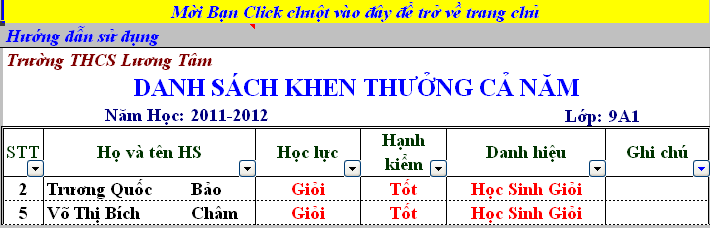 Mời Bạn Click chuột vào đây để trở về trang chủ
Hướng dẫn sử dụng
Trường THCS Lương Tâm
DANH SÁCH KHEN THƯỞNG CẢ NĂM
Năm Học: 2011-2012 Lớp: 9A1
STT Họ và tên HS Học lực Hạnh kiểm Danh hiệu Ghi chú
2 Trương Quốc Bảo Giỏi Tốt Học Sinh Giỏi
5 Võ Thị Bích Châm Giỏi Tốt Học Sinh Giỏi